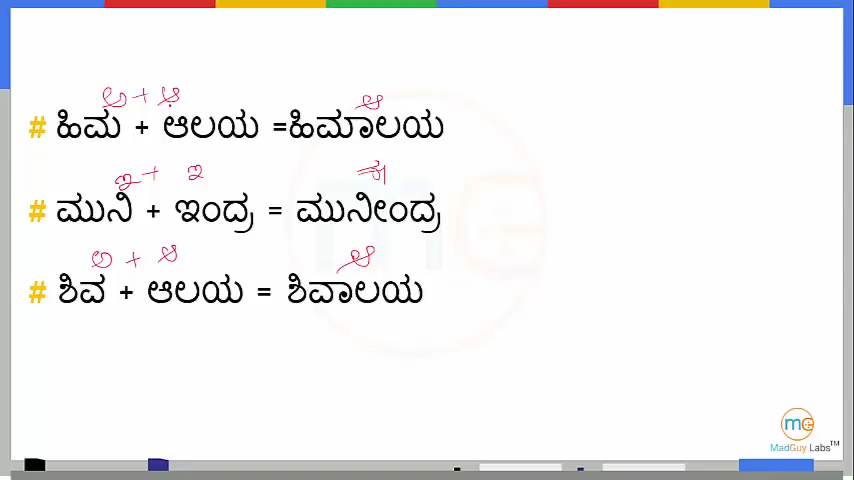 ಅ + ಆ ಆ
# ಹಿಮ + ಆಲಯ =ಹಿಮಾಲಯ
ಇ + ಇ ಈ
# ಮುನಿ + ಇಂದ್ರ = ಮುನೀಂದ್ರ
ಅ + ಆ ಆ
# ಶಿವ + ಆಲಯ = ಶಿವಾಲಯ
MadGuy Labs™